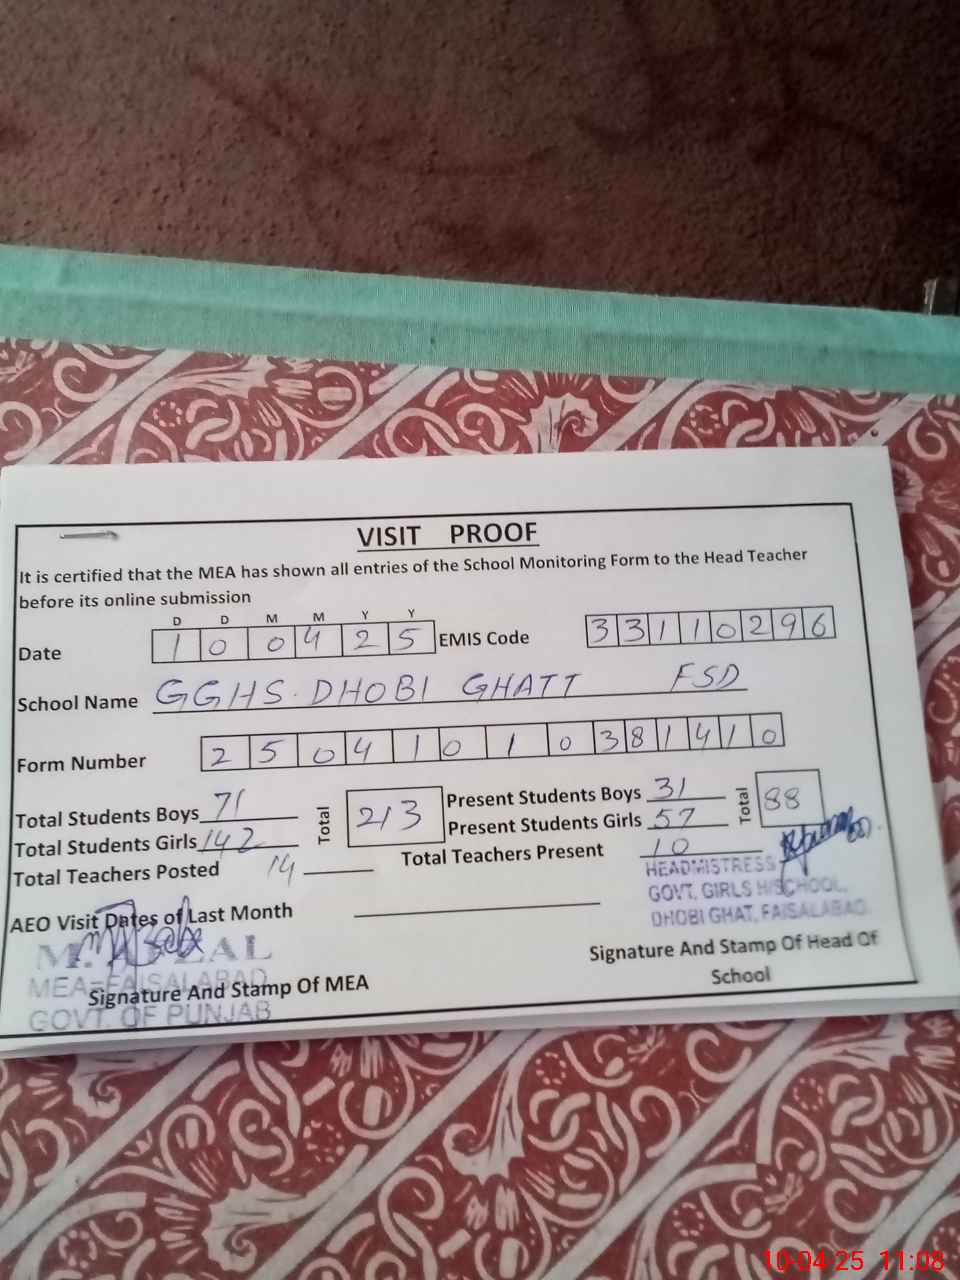 VISIT PROOF
It is certified that the MEA has shown all entries of the School Monitoring Form to the Head Teacher
before its online submission
D D M M Y Y
Date 1 0 0 4 2 5 EMIS Code 3 3 1 1 0 2 9 6
School Name GGHS. DHOBI GHATT FSD
Form Number 2 5 0 4 1 0 1 0 3 8 1 4 1 0
Total Students Boys 71 Total 213 Present Students Boys 31 Total 88
Total Students Girls 142 Present Students Girls 57
Total Teachers Posted 14 Total Teachers Present 10
HEADMISTRESS
GOVT. GIRLS H/SCHOOL,
DHOBI GHAT, FAISALABAD.
AEO Visit Dates of Last Month
MEA-FAISALABAD
GOVT. OF PUNJAB
Signature And Stamp Of MEA
Signature And Stamp Of Head Of
School
10-04-25 11:08